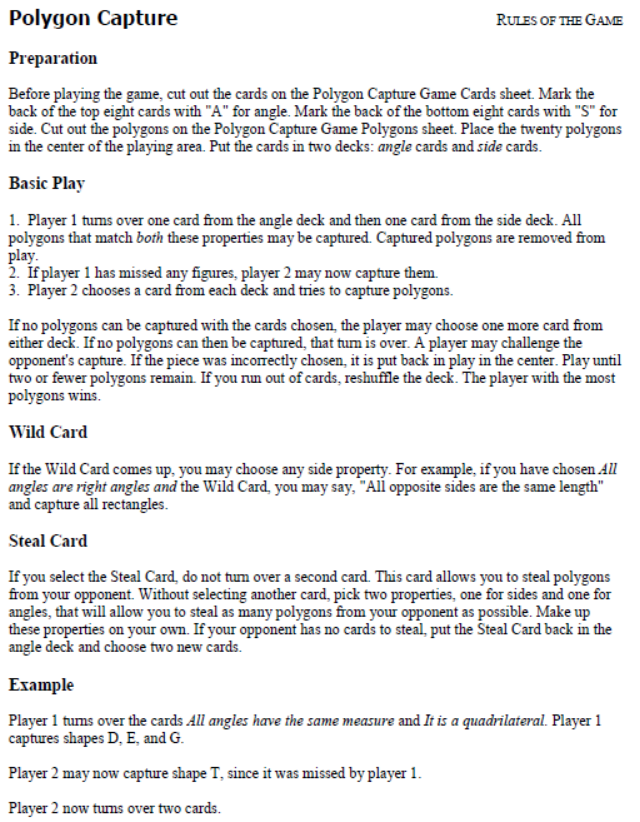 Polygon Capture RULES OF THE GAME
Preparation
Before playing the game, cut out the cards on the Polygon Capture Game Cards sheet. Mark the
back of the top eight cards with "A" for angle. Mark the back of the bottom eight cards with "S" for
side. Cut out the polygons on the Polygon Capture Game Polygons sheet. Place the twenty polygons
in the center of the playing area. Put the cards in two decks: angle cards and side cards.
Basic Play
1. Player 1 turns over one card from the angle deck and then one card from the side deck. All
polygons that match both these properties may be captured. Captured polygons are removed from
play.
2. If player 1 has missed any figures, player 2 may now capture them.
3. Player 2 chooses a card from each deck and tries to capture polygons.
If no polygons can be captured with the cards chosen, the player may choose one more card from
either deck. If no polygons can then be captured, that turn is over. A player may challenge the
opponent's capture. If the piece was incorrectly chosen, it is put back in play in the center. Play until
two or fewer polygons remain. If you run out of cards, reshuffle the deck. The player with the most
polygons wins.
Wild Card
If the Wild Card comes up, you may choose any side property. For example, if you have chosen All
angles are right angles and the Wild Card, you may say, "All opposite sides are the same length"
and capture all rectangles.
Steal Card
If you select the Steal Card, do not turn over a second card. This card allows you to steal polygons
from your opponent. Without selecting another card, pick two properties, one for sides and one for
angles, that will allow you to steal as many polygons from your opponent as possible. Make up
these properties on your own. If your opponent has no cards to steal, put the Steal Card back in the
angle deck and choose two new cards.
Example
Player 1 turns over the cards All angles have the same measure and It is a quadrilateral. Player 1
captures shapes D, E, and G.
Player 2 may now capture shape T, since it was missed by player 1.
Player 2 now turns over two cards.